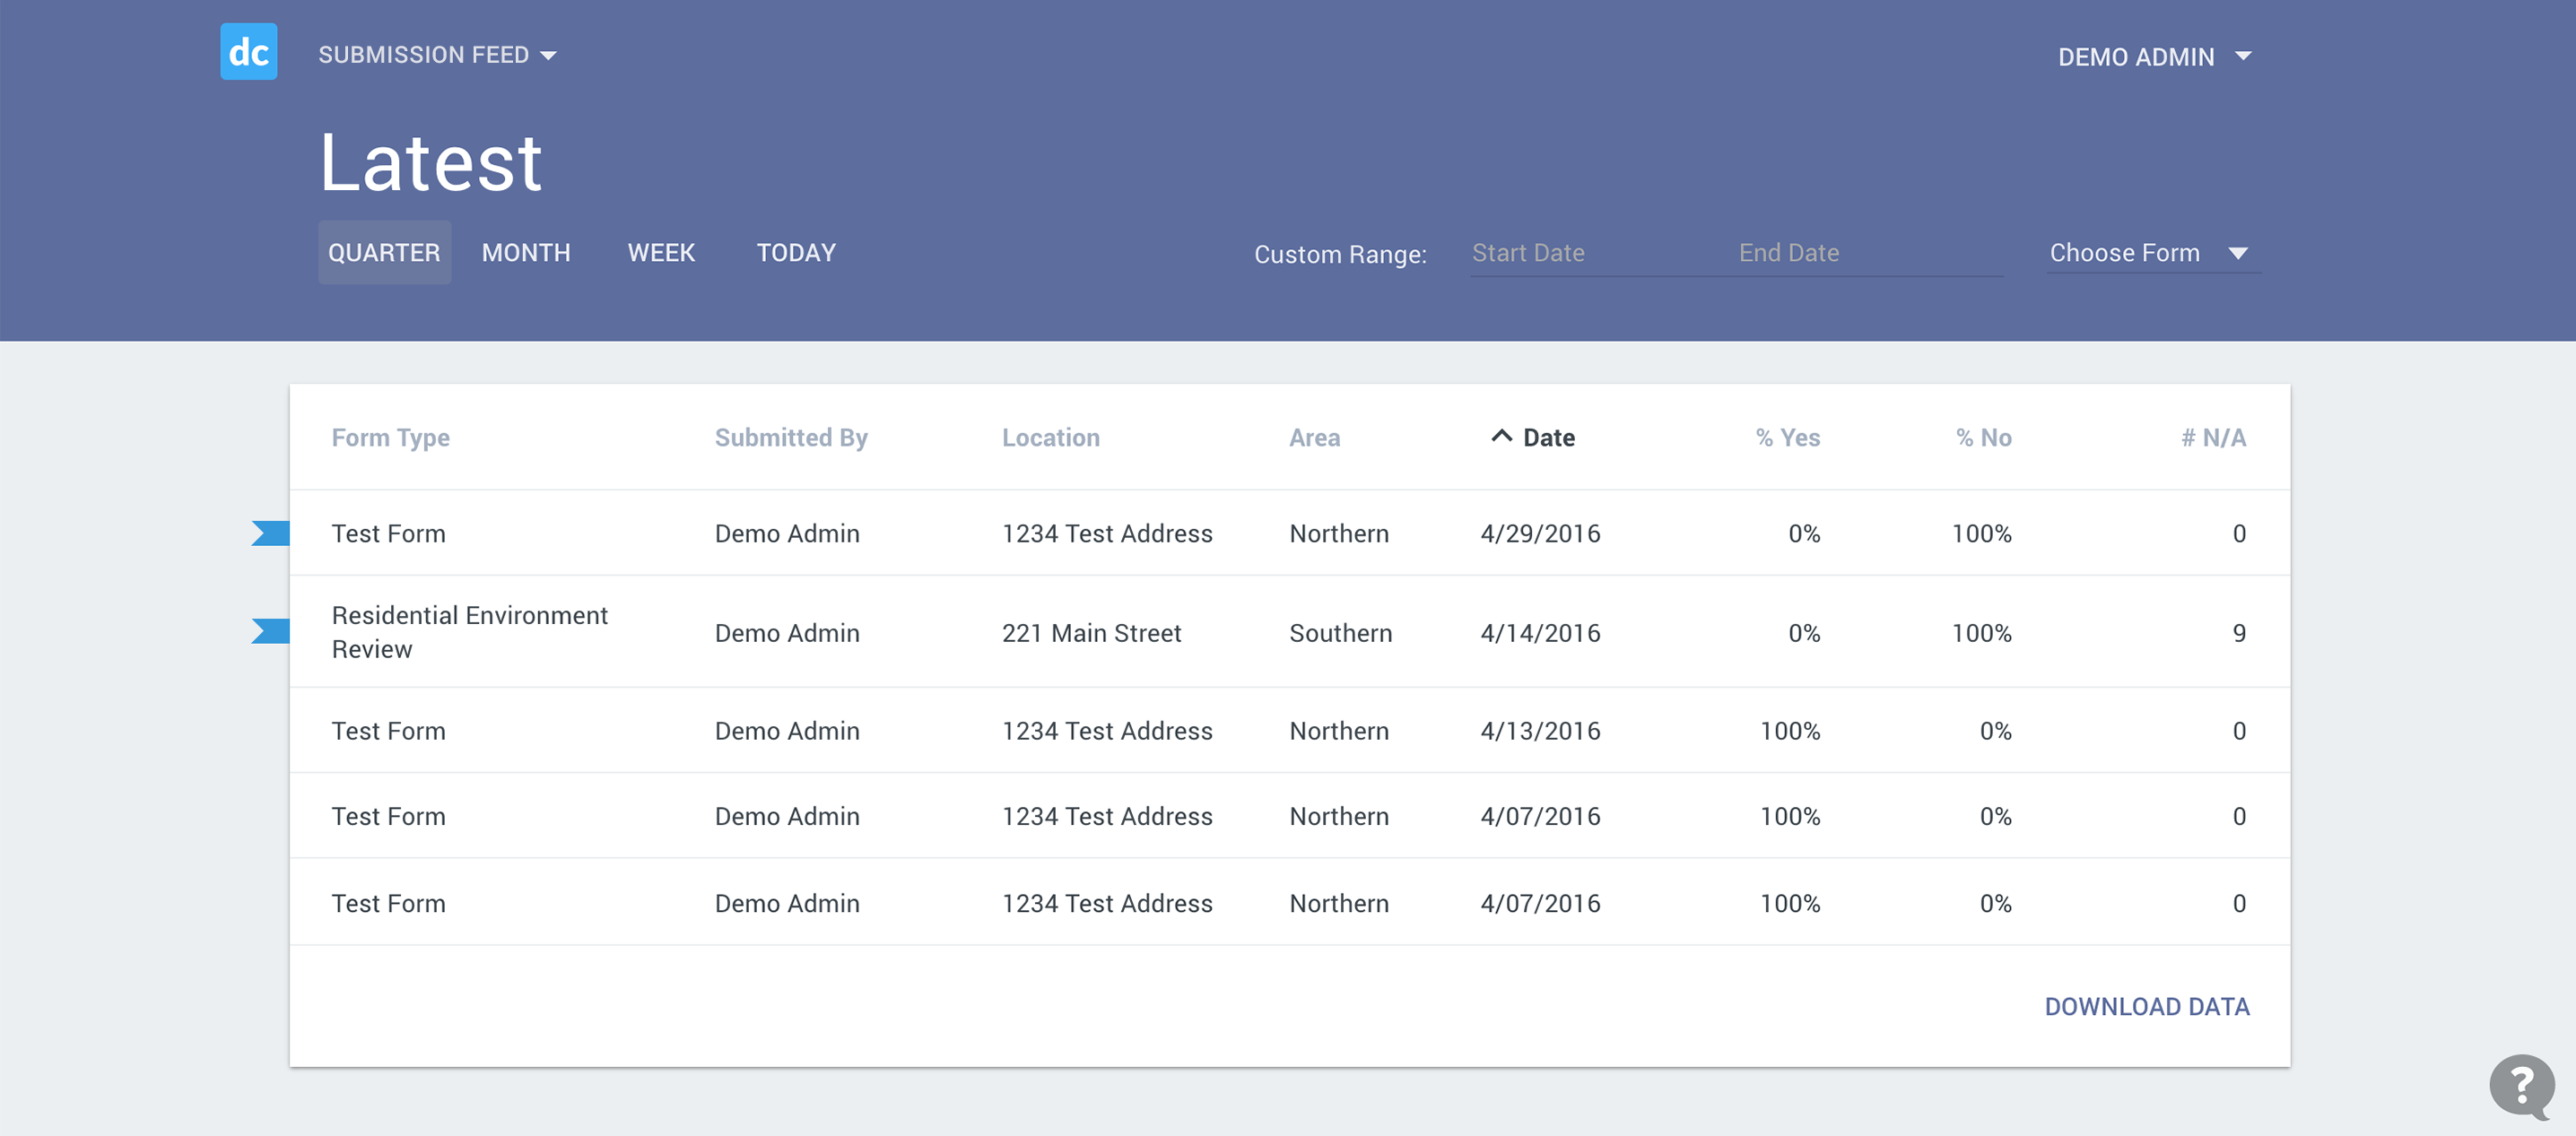 dc SUBMISSION FEED DEMO ADMIN
Latest
QUARTER MONTH WEEK TODAY Custom Range: Start Date End Date Choose Form
Form Type Submitted By Location Area Date % Yes % No # N/A
Test Form Demo Admin 1234 Test Address Northern 4/29/2016 0% 100% 0
Residential Environment
Review Demo Admin 221 Main Street Southern 4/14/2016 0% 100% 9
Test Form Demo Admin 1234 Test Address Northern 4/13/2016 100% 0% 0
Test Form Demo Admin 1234 Test Address Northern 4/07/2016 100% 0% 0
Test Form Demo Admin 1234 Test Address Northern 4/07/2016 100% 0% 0
DOWNLOAD DATA
?